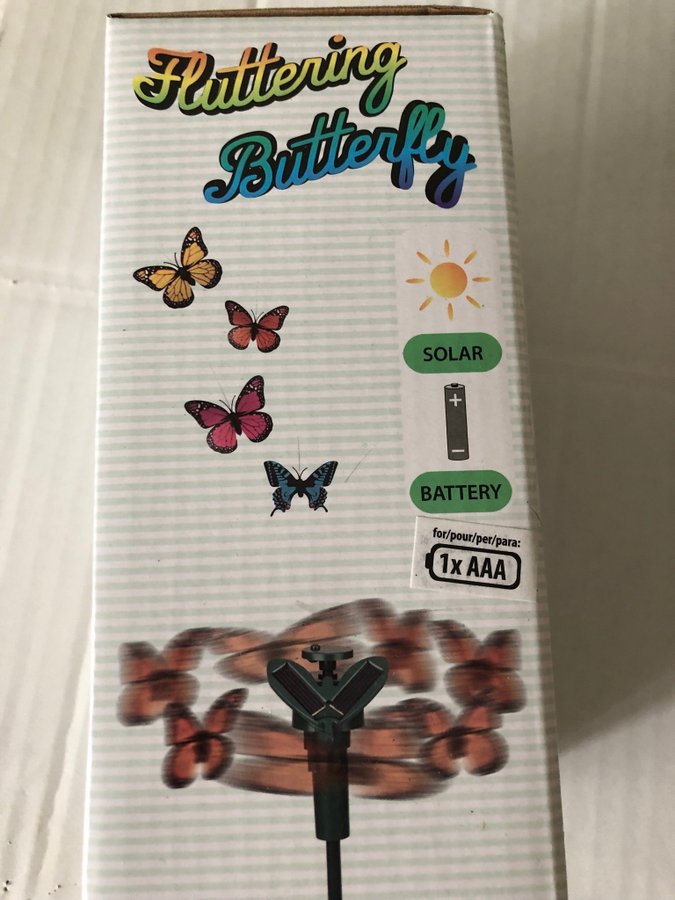 Fluttering
Butterfly
SOLAR
+
−
BATTERY
for/pour/per/para:
1x AAA